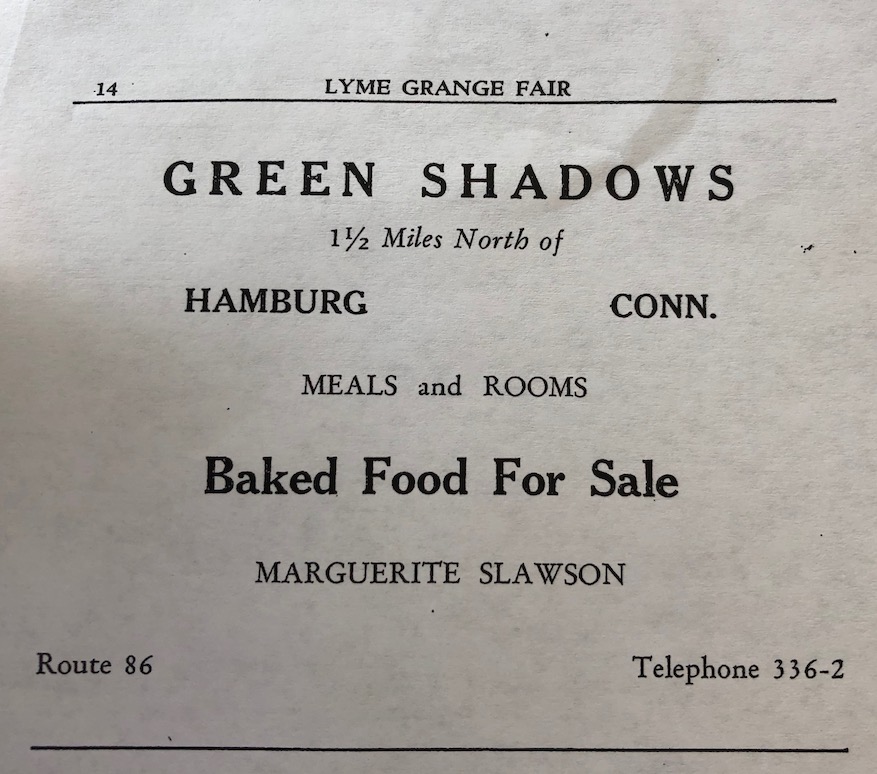 14 LYME GRANGE FAIR
GREEN SHADOWS
1½ Miles North of
HAMBURG CONN.
MEALS and ROOMS
Baked Food For Sale
MARGUERITE SLAWSON
Route 86 Telephone 336-2